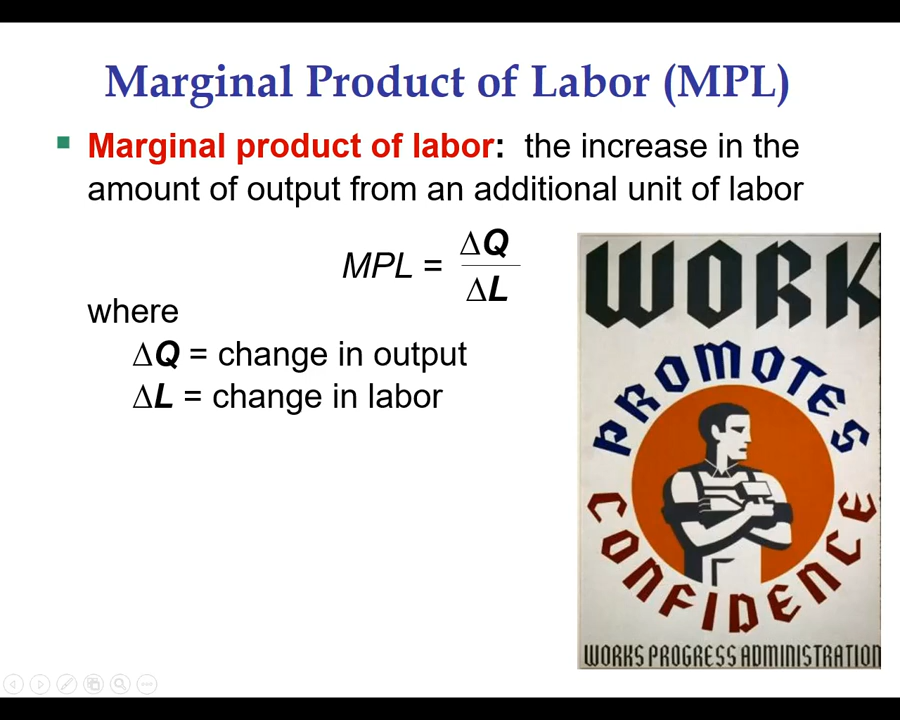 Marginal Product of Labor (MPL)
Marginal product of labor: the increase in the
amount of output from an additional unit of labor
MPL = ΔQ
ΔL
where
ΔQ = change in output
ΔL = change in labor
WORK
PROMOTES
CONFIDENCE
WORKS PROGRESS ADMINISTRATION